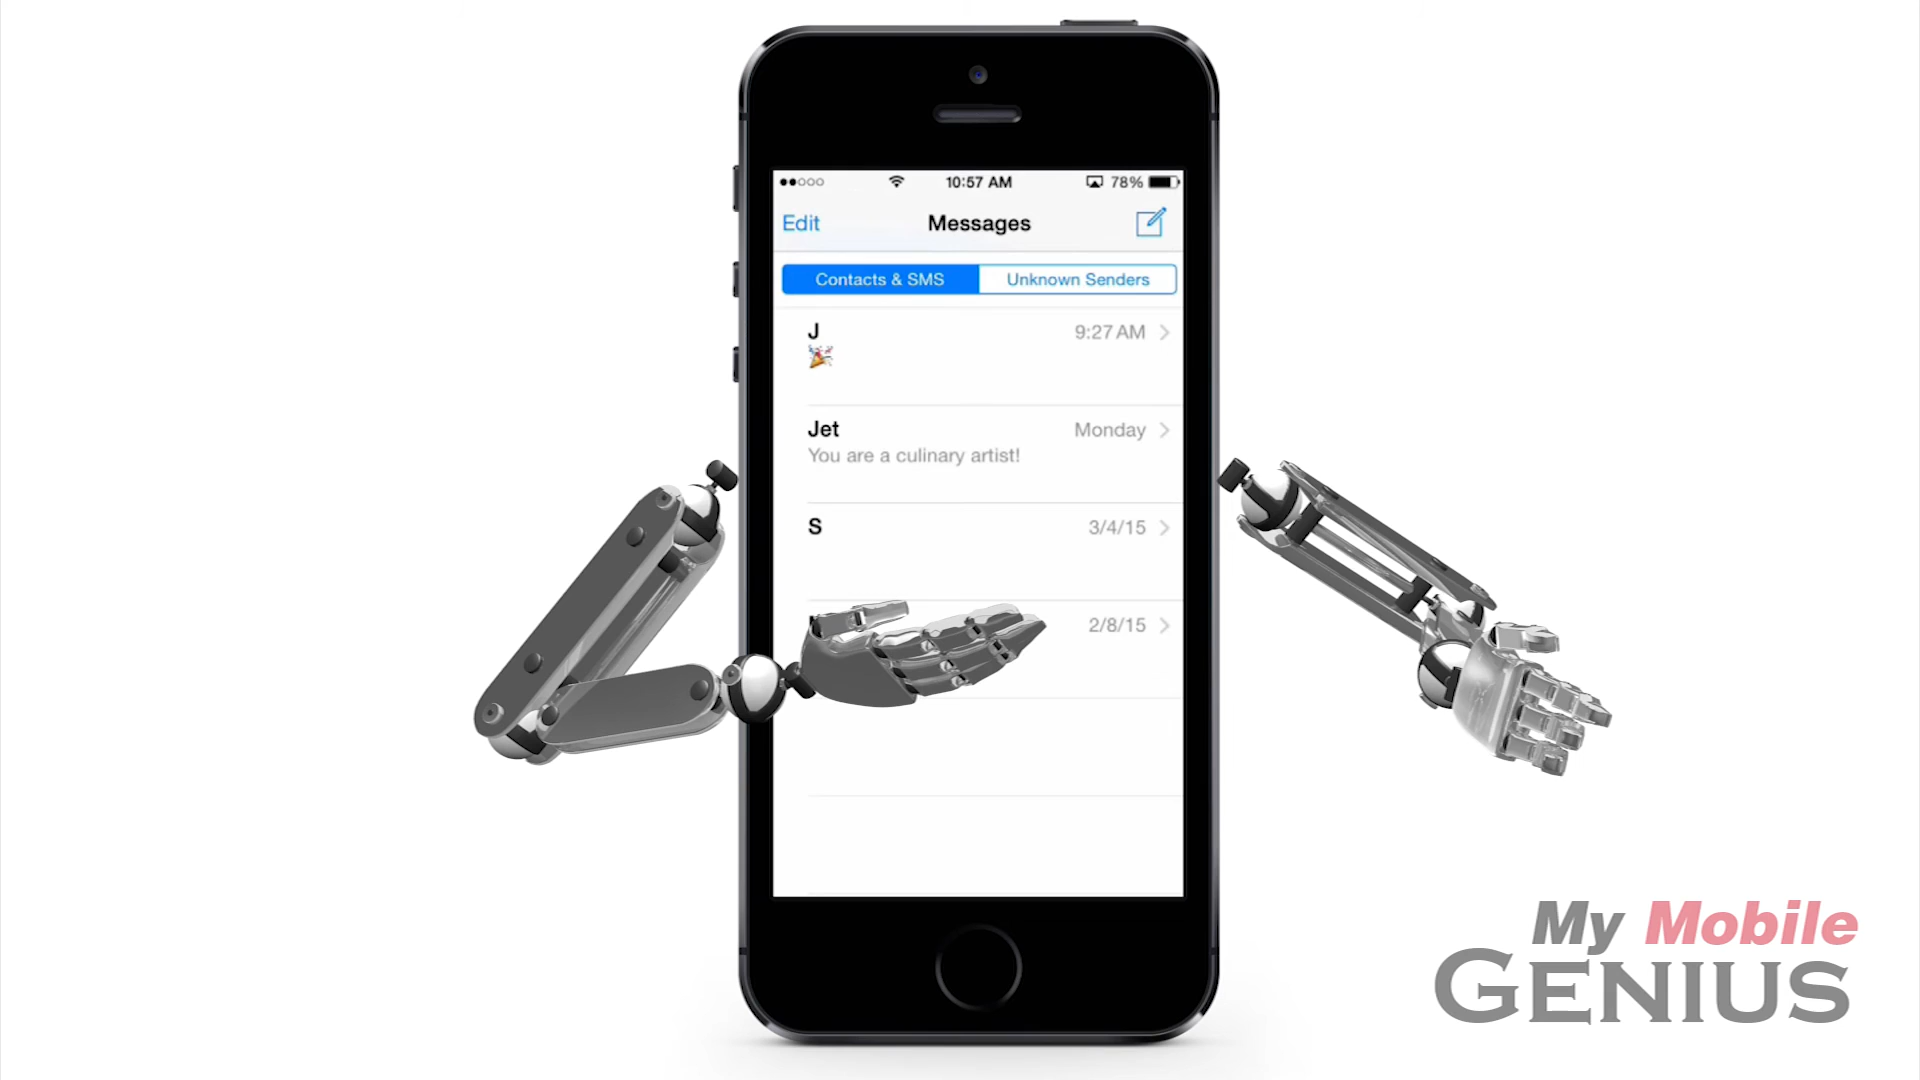 10:57 AM 78%
Edit Messages
Contacts & SMS Unknown Senders
J 9:27 AM
Jet Monday
You are a culinary artist!
S 3/4/15
2/8/15
My Mobile
GENIUS